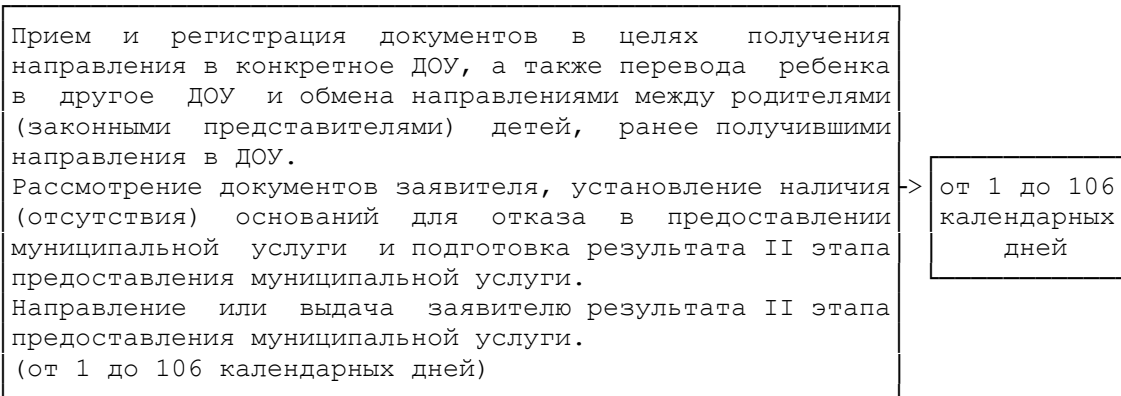 Прием и регистрация документов в целях получения
направления в конкретное ДОУ, а также перевода ребенка
в другое ДОУ и обмена направлениями между родителями
(законными представителями) детей, ранее получившими
направления в ДОУ.
Рассмотрение документов заявителя, установление наличия
(отсутствия) оснований для отказа в предоставлении
муниципальной услуги и подготовка результата II этапа
предоставления муниципальной услуги.
Направление или выдача заявителю результата II этапа
предоставления муниципальной услуги.
(от 1 до 106 календарных дней)
->
от 1 до 106
календарных
дней